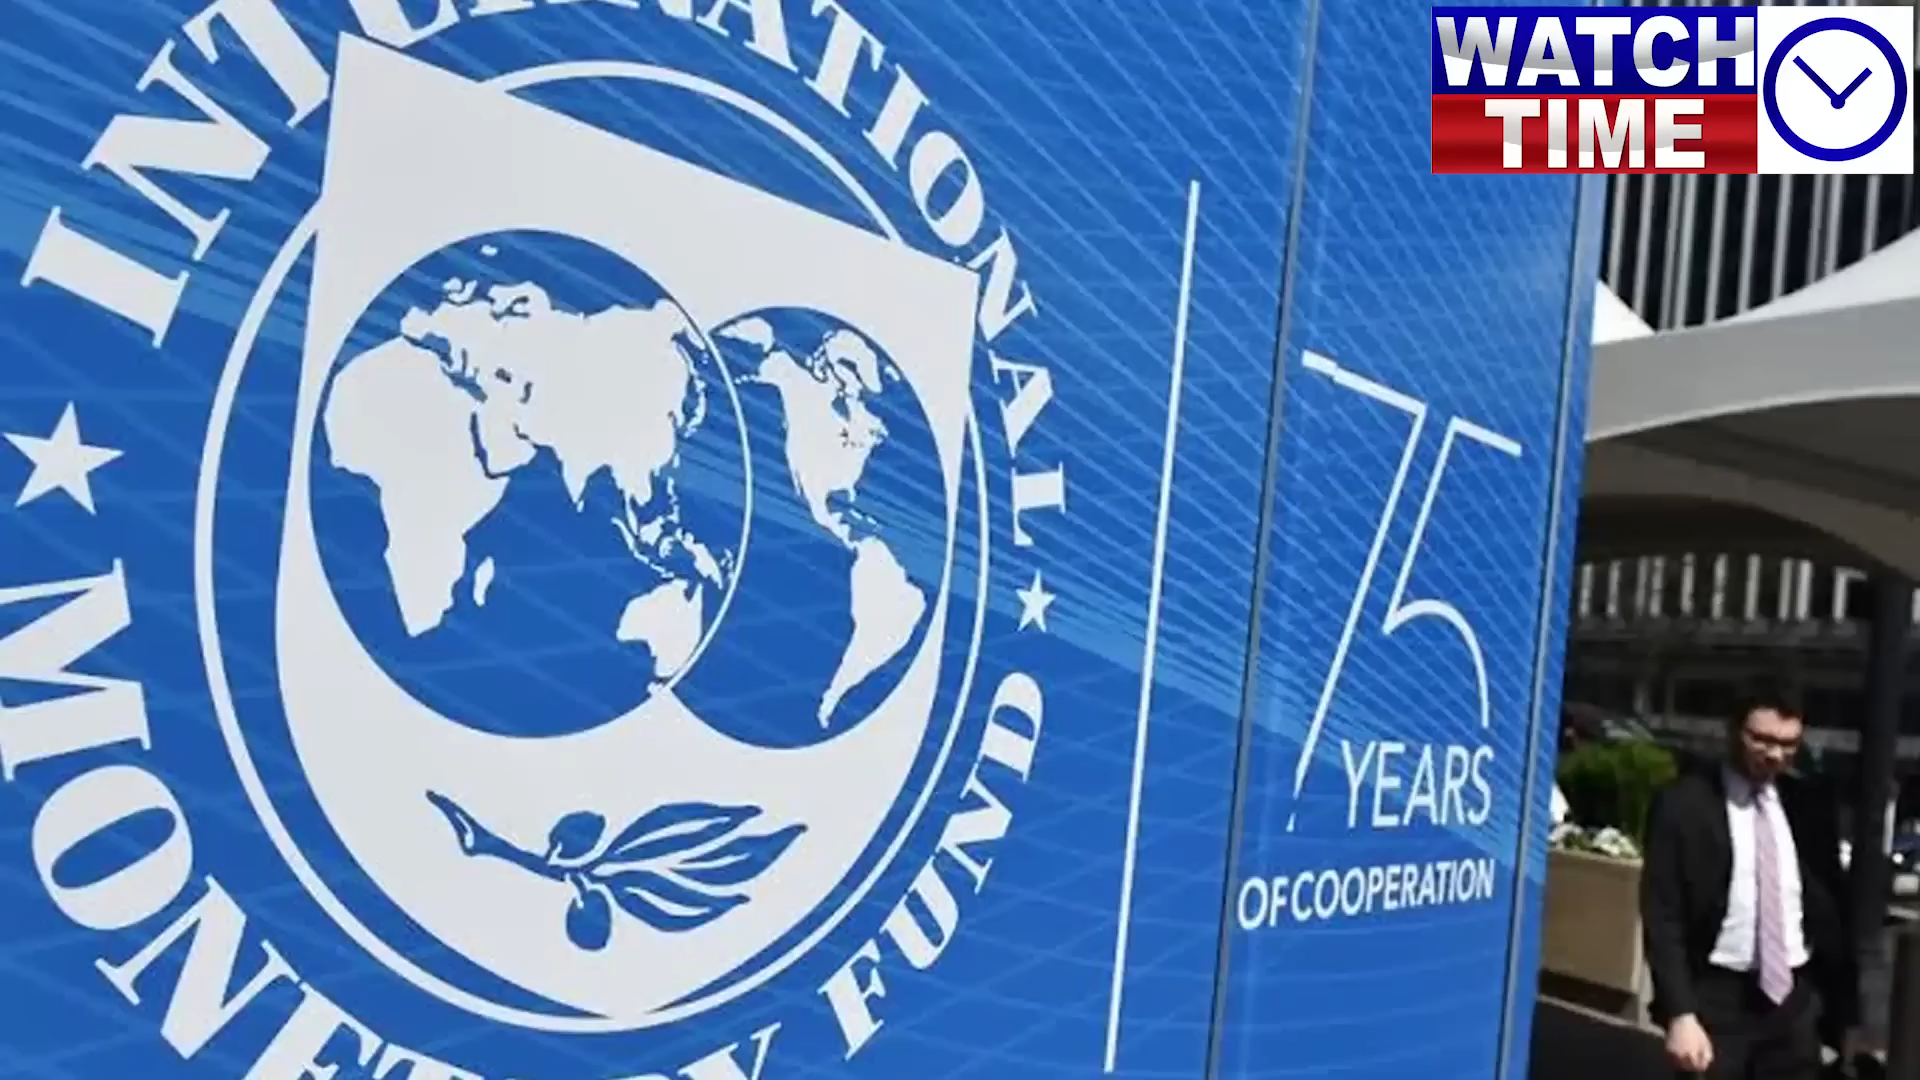 INTERNATIONAL
MONETARY FUND
75
YEARS
OF COOPERATION
WATCH
TIME